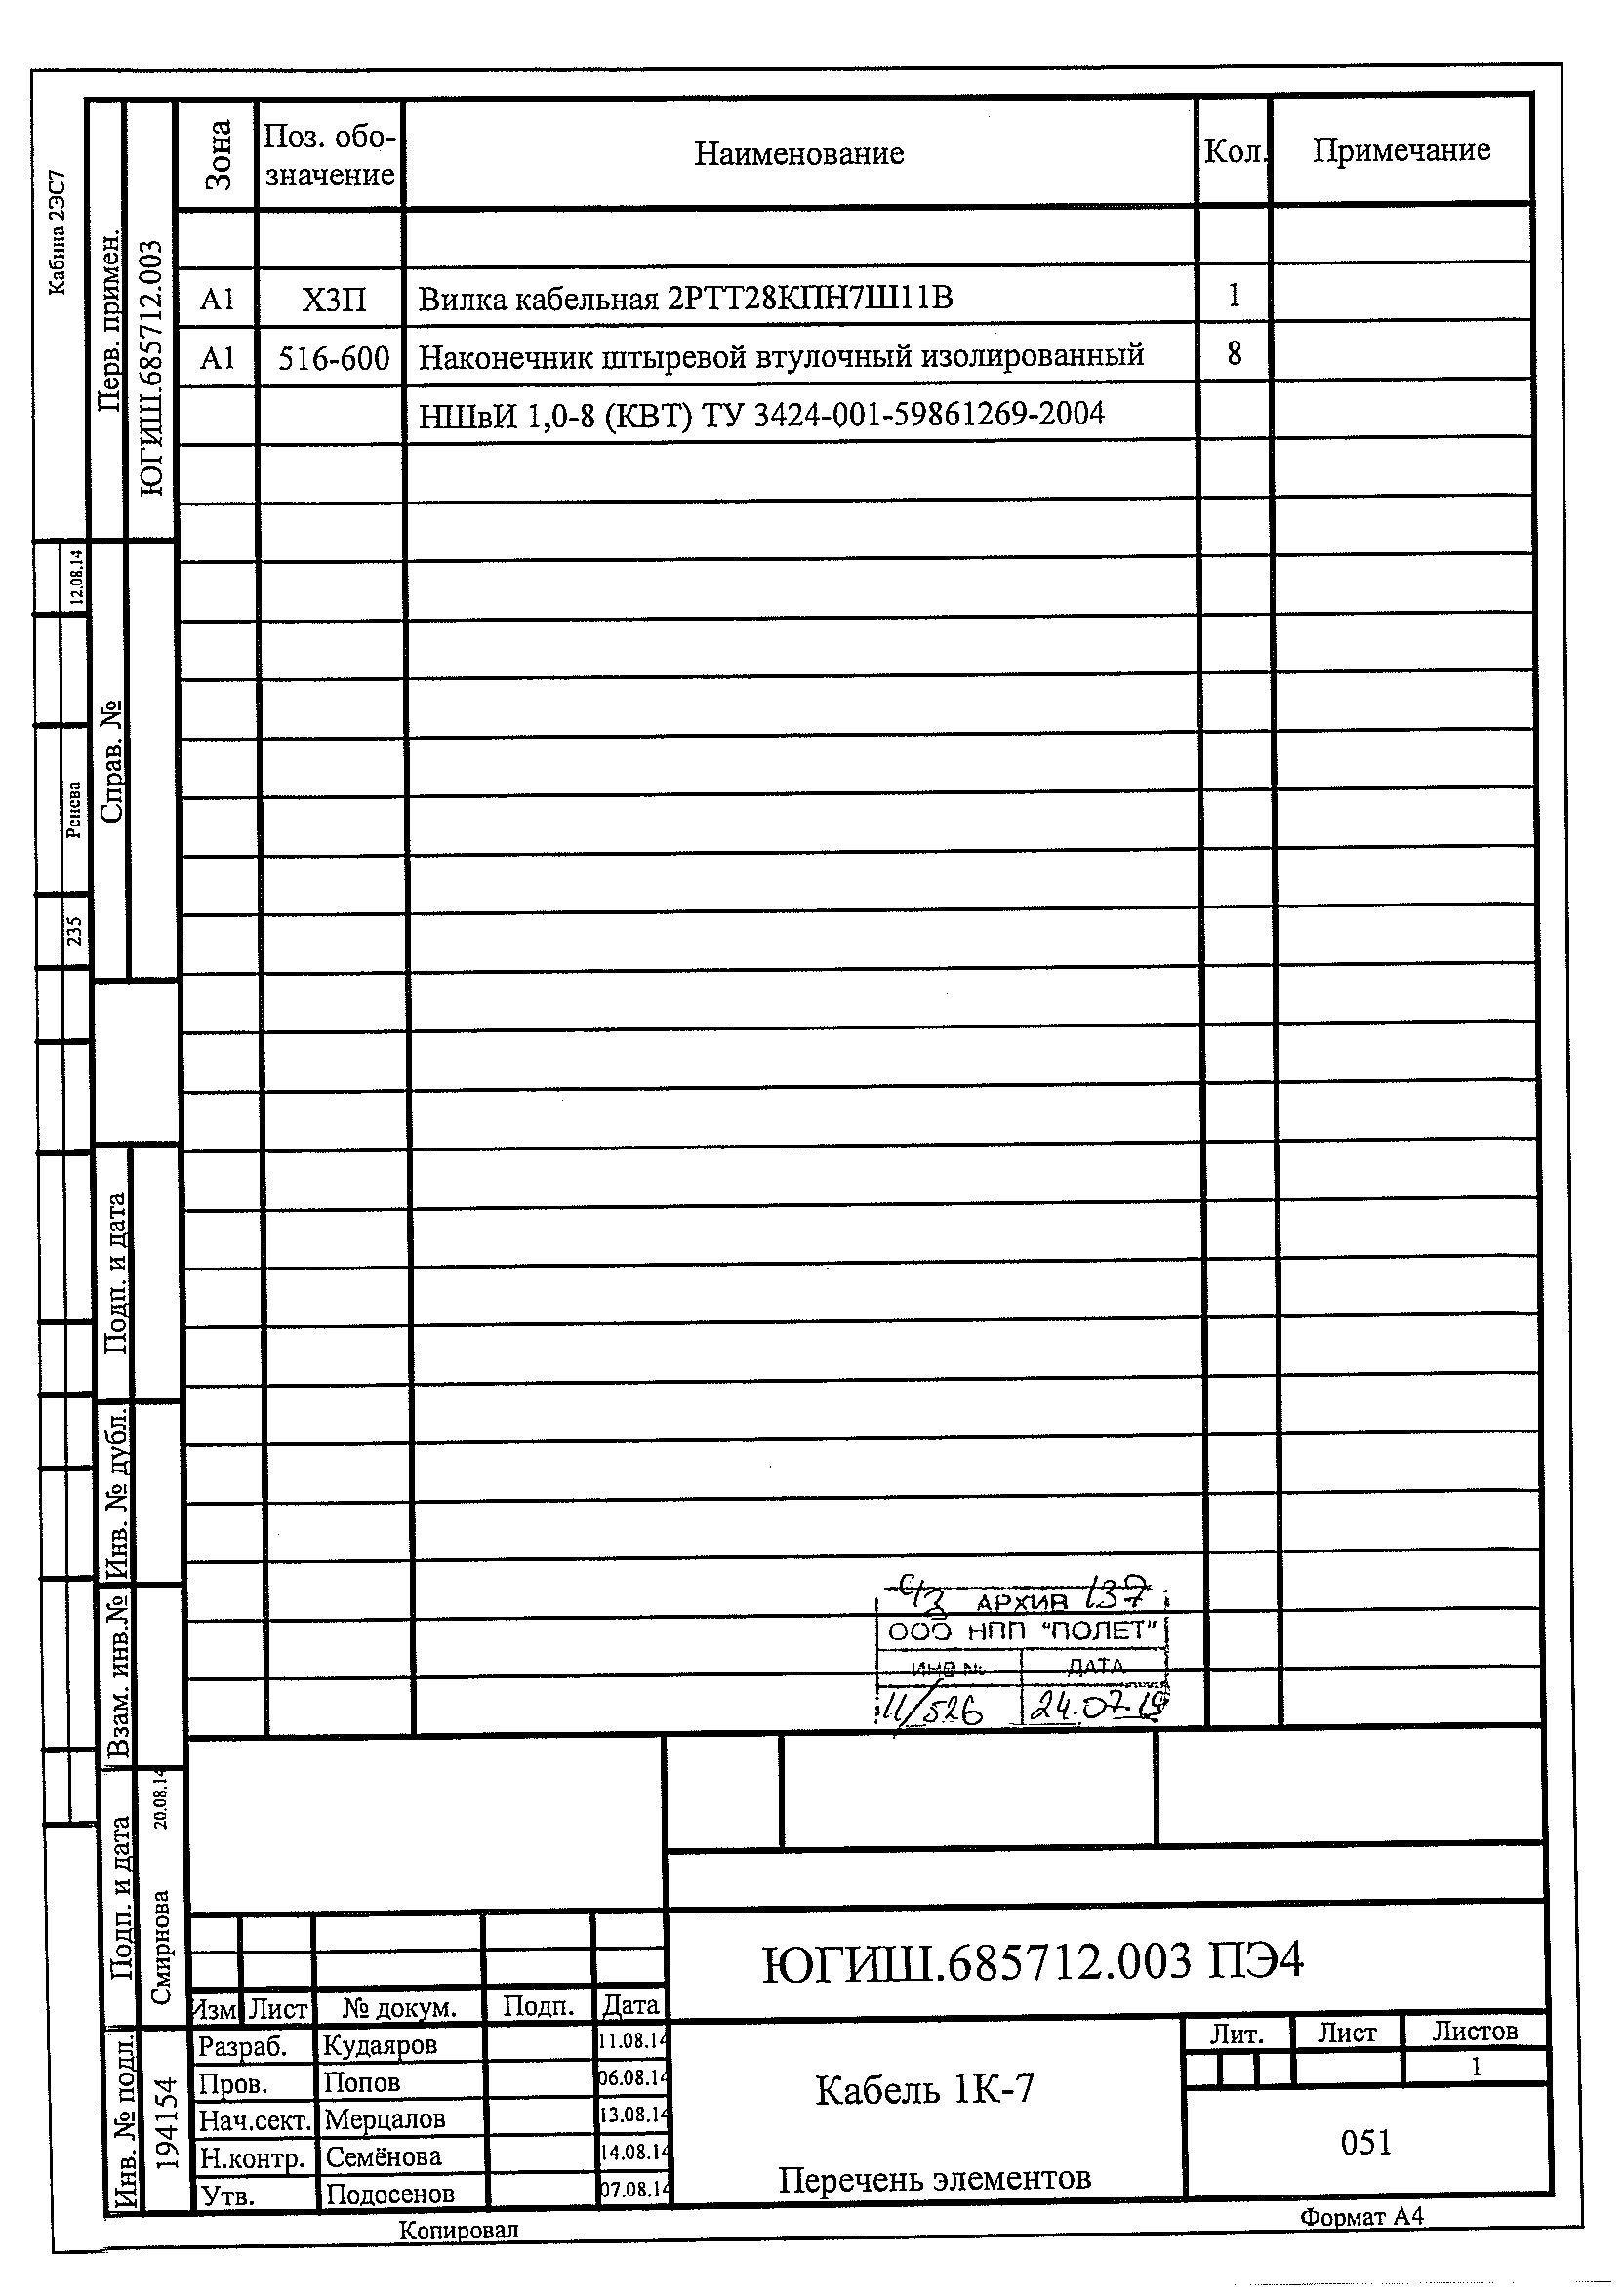 Кабина 2ЭС7
Перв. примен.
ЮГИШ.685712.003
Зона
Поз. обо-
значение
Наименование
Кол.
Примечание
А1 Х3П Вилка кабельная 2РТТ28КПН7Ш11В 1
А1 516-600 Наконечник штыревой втулочный изолированный 8
НШвИ 1,0-8 (КВТ) ТУ 3424-001-59861269-2004
12.08.14
Справ. №
235
Подп. и дата
Инв. № дубл.
Взам. инв.№
Подп. и дата
Смирнова 20.08.14
Инв. № подл.
194154
АРХИВ 137
ООО НПП "ПОЛЕТ"
ИНВ № ДАТА
11/526 24.07.19
ЮГИШ.685712.003 ПЭ4
Изм Лист № докум. Подп. Дата
Разраб. Кудаяров 11.08.14
Пров. Попов 06.08.14
Нач.сект. Мерцалов 13.08.14
Н.контр. Семёнова 14.08.14
Утв. Подосенов 07.08.14
Кабель 1К-7
Перечень элементов
Лит. Лист Листов
1
051
Копировал
Формат А4